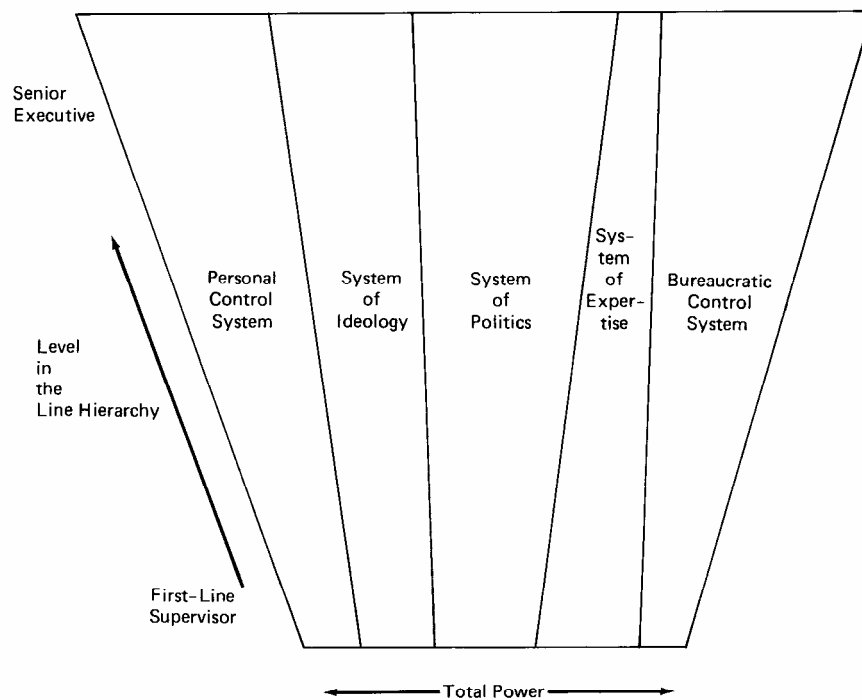 Senior
Executive
Personal
Control
System
System
of
Ideology
System
of
Politics
Sys-
tem
of
Exper-
tise
Bureaucratic
Control
System
Level
in
the
Line Hierarchy
First-Line
Supervisor
Total Power